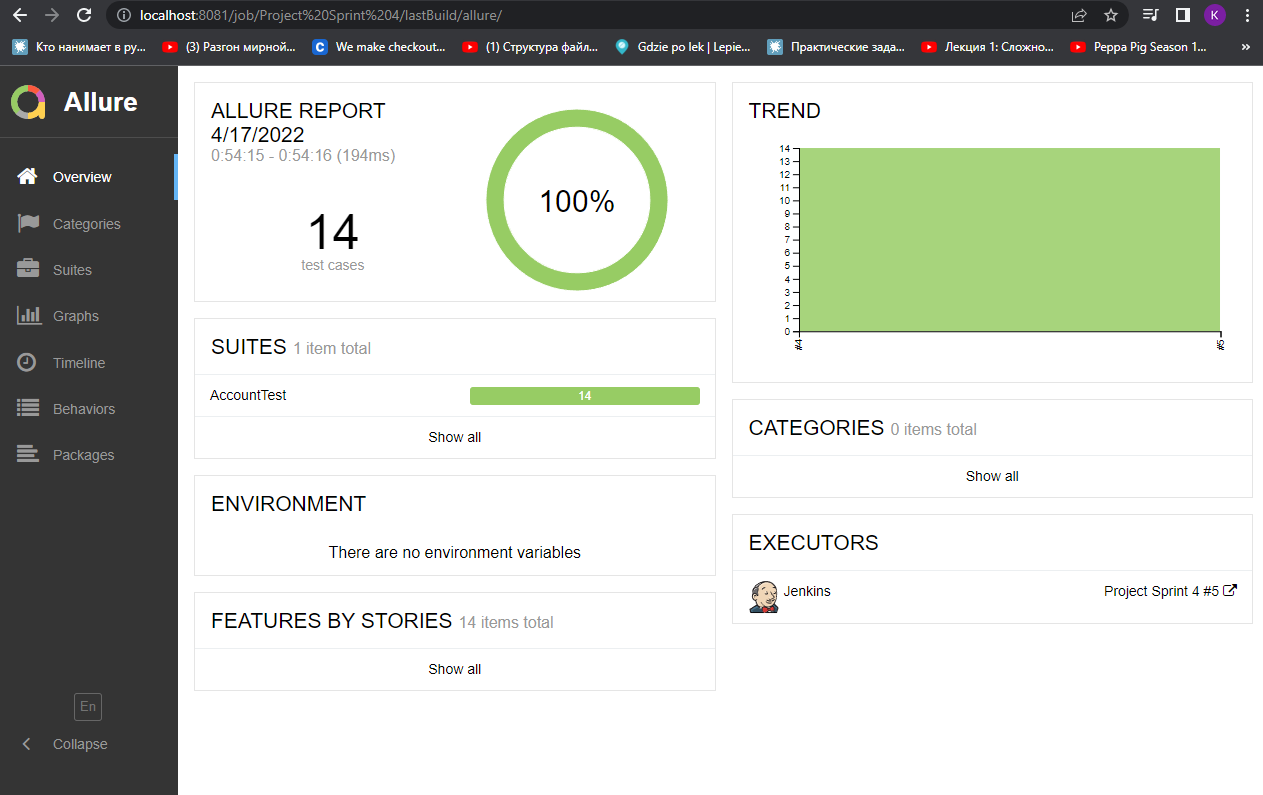 localhost:8081/job/Project%20Sprint%204/lastBuild/allure/
K
Кто нанимает в ру...
(3) Разгон мирной...
We make checkout...
(1) Структура файл...
Gdzie po lek | Lepie...
Практические зада...
Лекция 1: Сложно...
Peppa Pig Season 1...
»
Allure
Overview
Categories
Suites
Graphs
Timeline
Behaviors
Packages
En
Collapse
ALLURE REPORT
4/17/2022
0:54:15 - 0:54:16 (194ms)
14
test cases
100%
SUITES 1 item total
AccountTest 14
Show all
ENVIRONMENT
There are no environment variables
FEATURES BY STORIES 14 items total
Show all
TREND
14
13
12
11
10
9
8
7
6
5
4
3
2
1
0
#4
#5
CATEGORIES 0 items total
Show all
EXECUTORS
Jenkins Project Sprint 4 #5